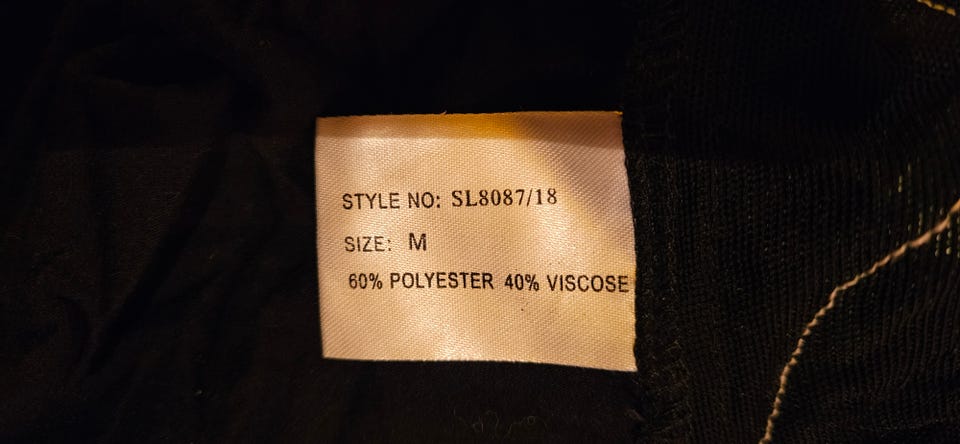 STYLE NO: SL8087/18
SIZE: M
60% POLYESTER 40% VISCOSE